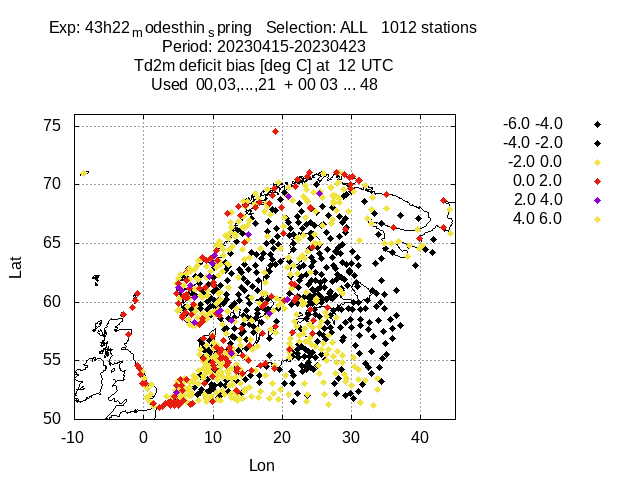 Exp: 43h22modesthinspring Selection: ALL 1012 stations
Period: 20230415-20230423
Td2m deficit bias [deg C] at 12 UTC
Used 00,03,...,21 + 00 03 ... 48
-6.0 -4.0
-4.0 -2.0
-2.0 0.0
0.0 2.0
2.0 4.0
4.0 6.0
75
70
65
60
55
50
Lat
-10 0 10 20 30 40
Lon